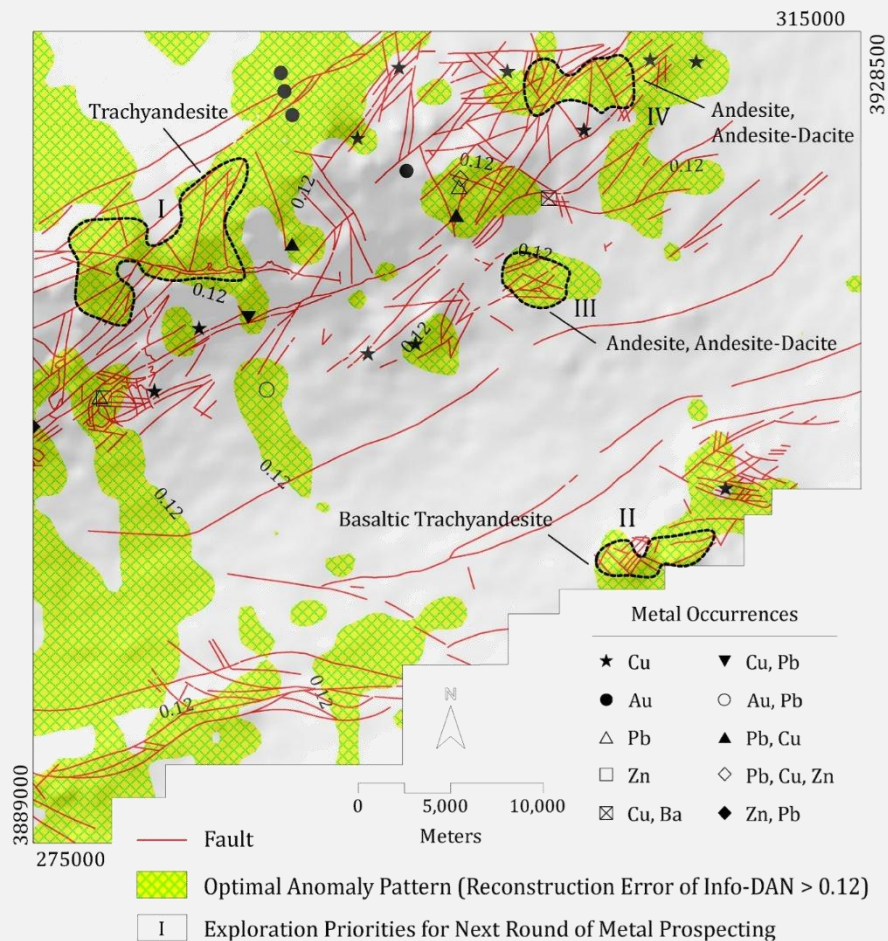 315000
3928500
Trachyandesite
Andesite,
Andesite-Dacite
IV
I
0.12
0.12
0.12
0.12
0.12
0.12
III
0.12
Andesite, Andesite-Dacite
0.12
0.12
Basaltic Trachyandesite
II
0.12
0.12
Metal Occurrences
Cu
Cu, Pb
Au
Au, Pb
Pb
Pb, Cu
Zn
Pb, Cu, Zn
Cu, Ba
Zn, Pb
N
0 5,000 10,000
Meters
3889000
275000
Fault
Optimal Anomaly Pattern (Reconstruction Error of Info-DAN > 0.12)
I Exploration Priorities for Next Round of Metal Prospecting